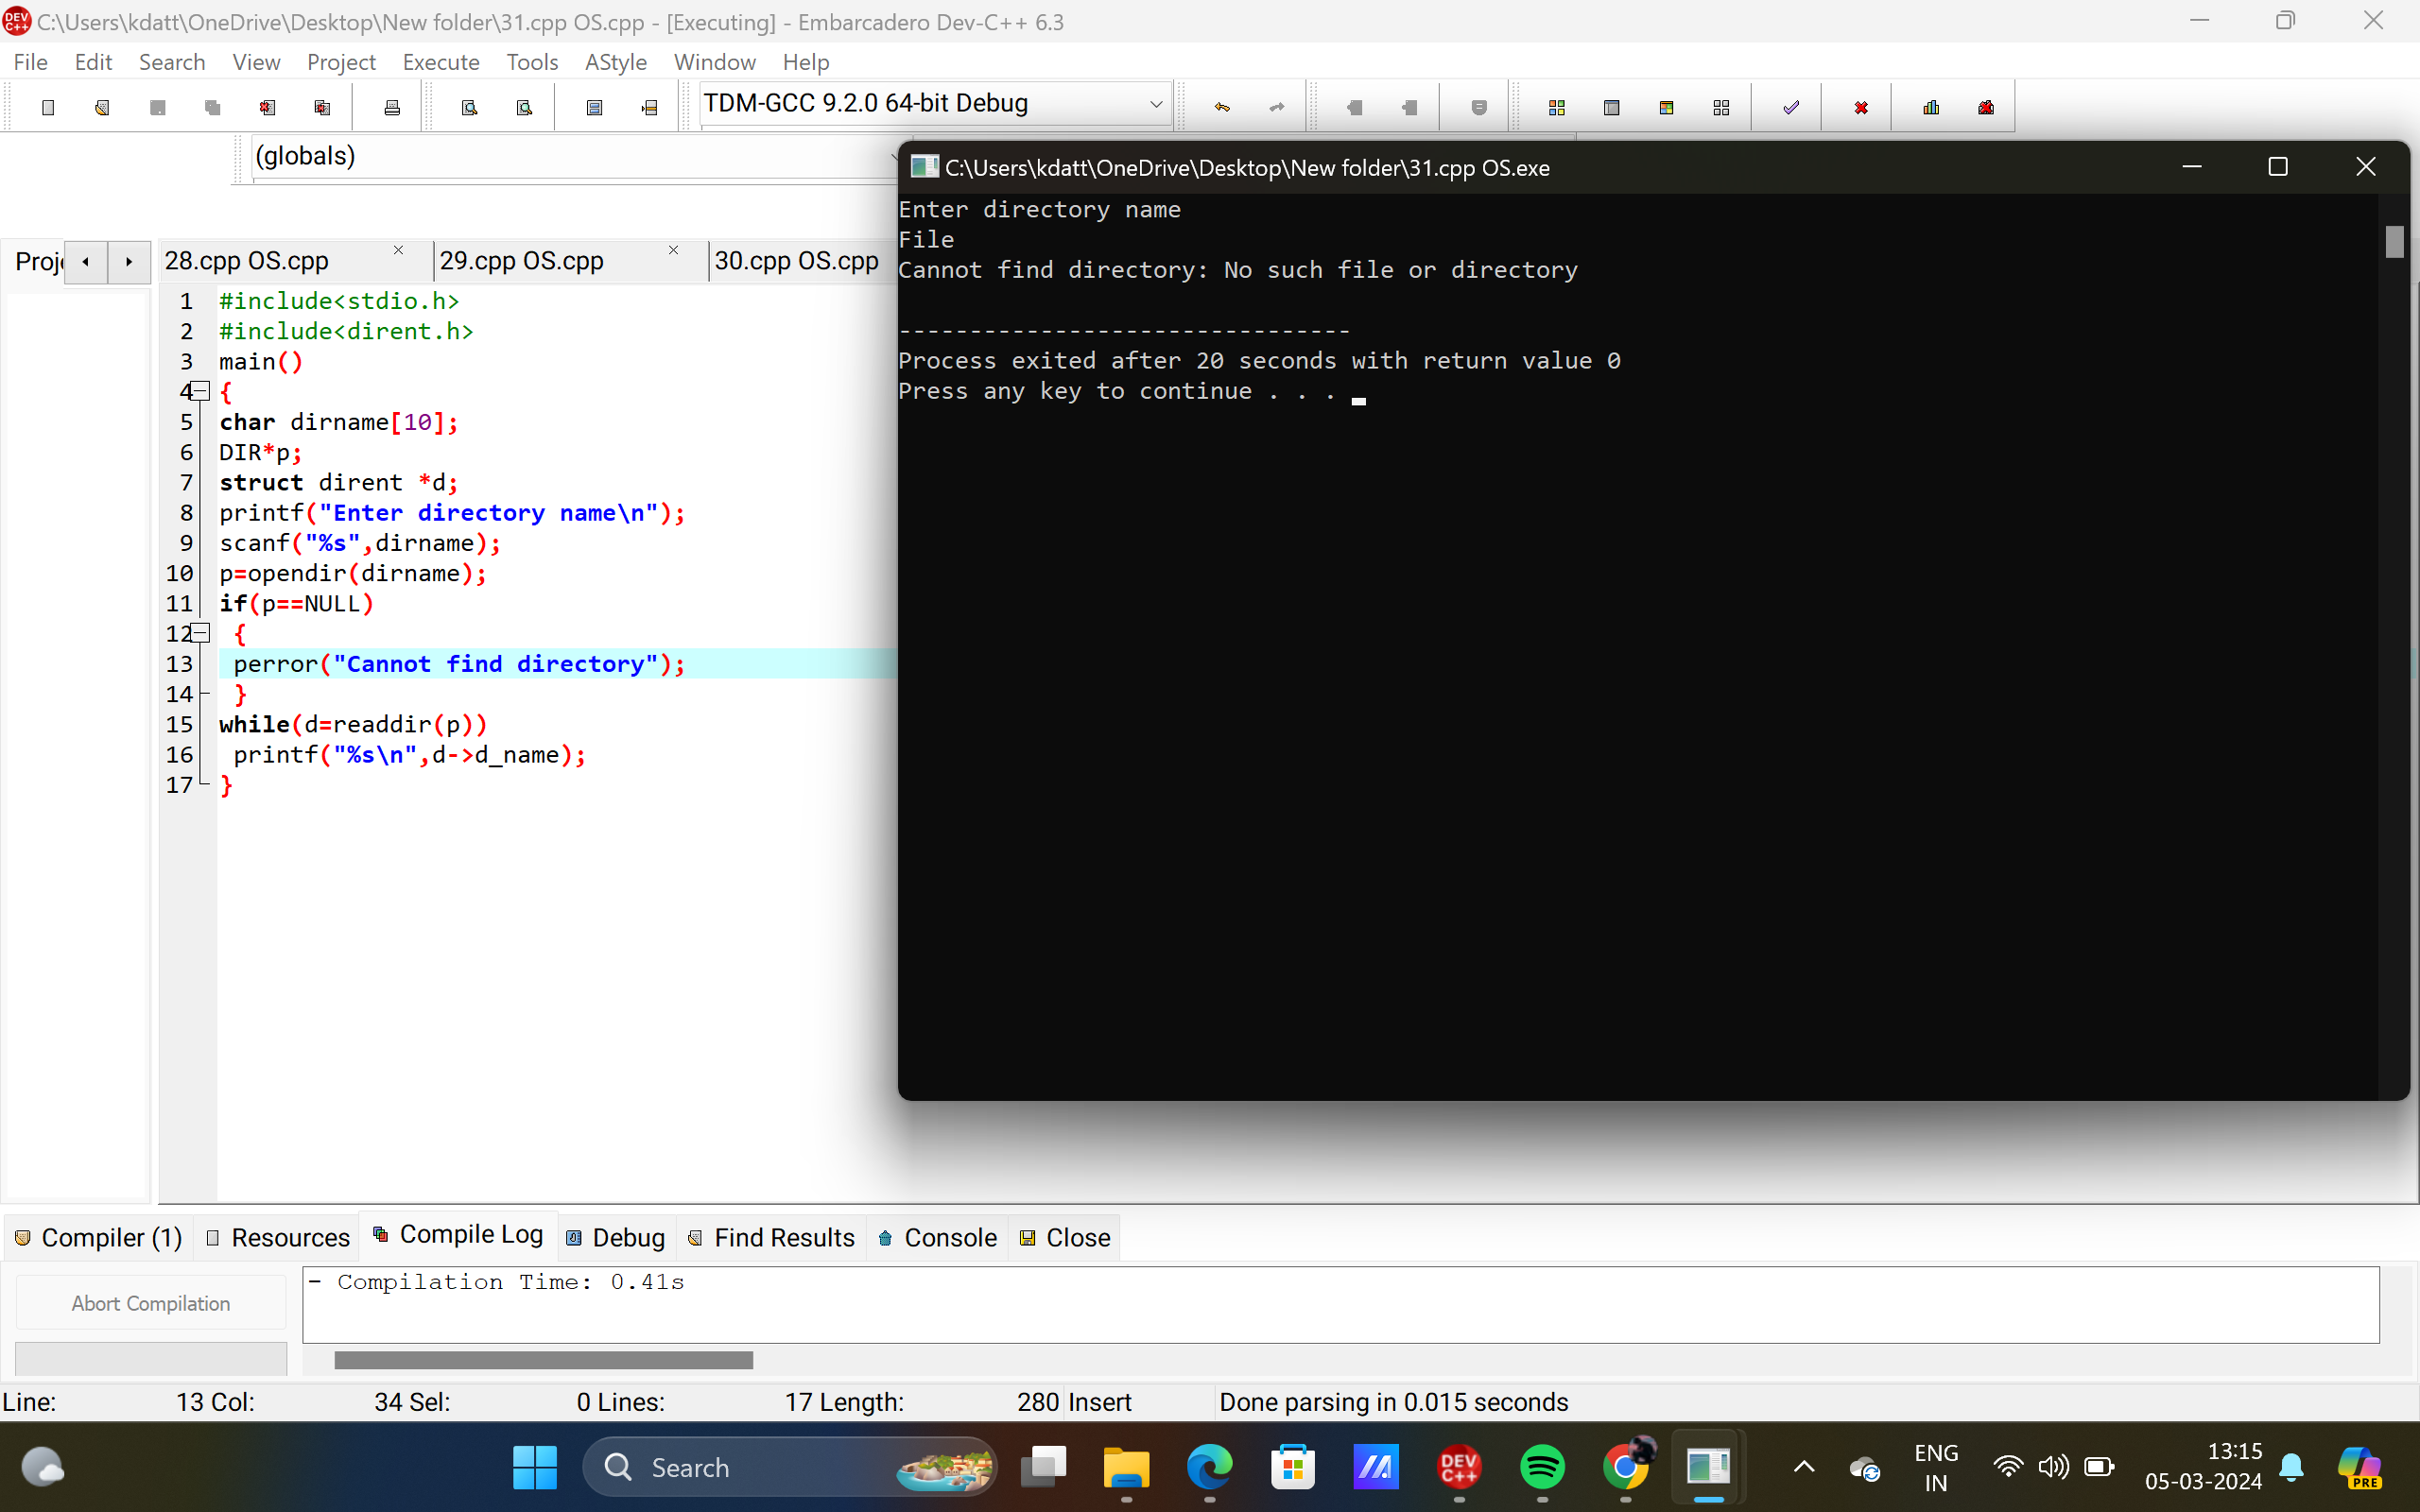 C:\Users\kdatt\OneDrive\Desktop\New folder\31.cpp OS.cpp - [Executing] - Embarcadero Dev-C++ 6.3
File Edit Search View Project Execute Tools AStyle Window Help
TDM-GCC 9.2.0 64-bit Debug
(globals)
28.cpp OS.cpp 29.cpp OS.cpp 30.cpp OS.cpp
1 #include<stdio.h>
2 #include<dirent.h>
3 main()
4 {
5 char dirname[10];
6 DIR*p;
7 struct dirent *d;
8 printf("Enter directory name\n");
9 scanf("%s",dirname);
10 p=opendir(dirname);
11 if(p==NULL)
12 {
13 perror("Cannot find directory");
14 }
15 while(d=readdir(p))
16 printf("%s\n",d->d_name);
17 }
C:\Users\kdatt\OneDrive\Desktop\New folder\31.cpp OS.exe
Enter directory name
File
Cannot find directory: No such file or directory
--------------------------------
Process exited after 20 seconds with return value 0
Press any key to continue . . .
Compiler (1) Resources Compile Log Debug Find Results Console Close
Abort Compilation
- Compilation Time: 0.41s
Line: 13 Col: 34 Sel: 0 Lines: 17 Length: 280 Insert Done parsing in 0.015 seconds
Search
DEV C++
ENG
IN
13:15
05-03-2024
PRE